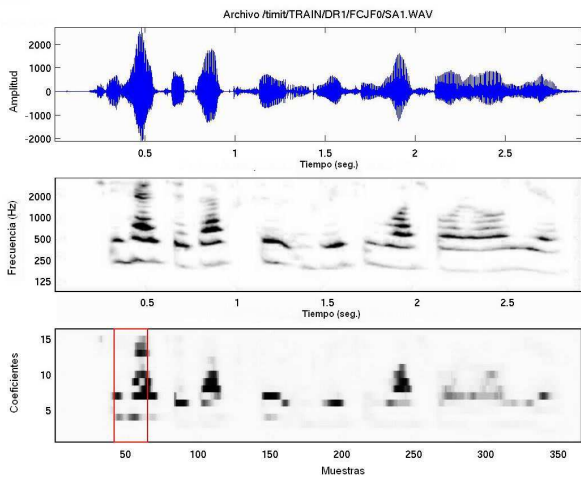 Archivo /timit/TRAIN/DR1/FCJF0/SA1.WAV
Amplitud
2000
1000
0
-1000
-2000
0.5 1 1.5 2 2.5
Tiempo (seg.)
Frecuencia (Hz)
2000
1000
500
250
125
0.5 1 1.5 2 2.5
Tiempo (seg.)
Coeficientes
15
10
5
50 100 150 200 250 300 350
Muestras